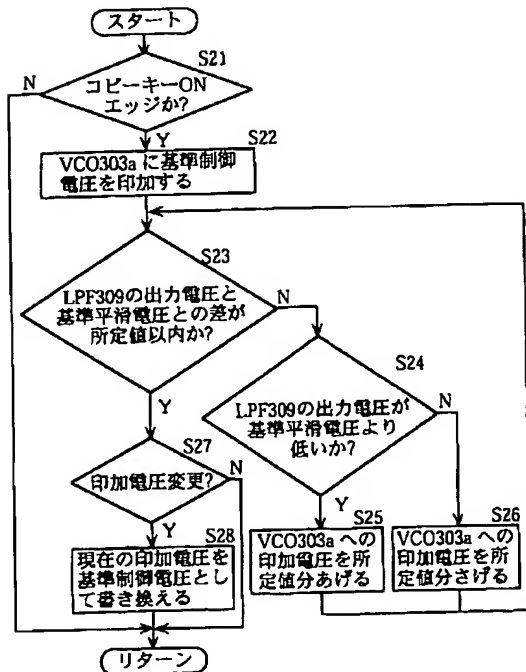 スタート
S21
N
コピーキーON
エッジか?
Y
S22
VCO303aに基準制御
電圧を印加する
S23
LPF309の出力電圧と
基準平滑電圧との差が
所定値以内か?
N
Y
S24
LPF309の出力電圧が
基準平滑電圧より
低いか?
N
Y
S27
印加電圧変更?
N
Y
S28
現在の印加電圧を
基準制御電圧とし
て書き換える
S25
VCO303aへの
印加電圧を所
定値分あげる
S26
VCO303aへの
印加電圧を所
定値分さげる
リターン